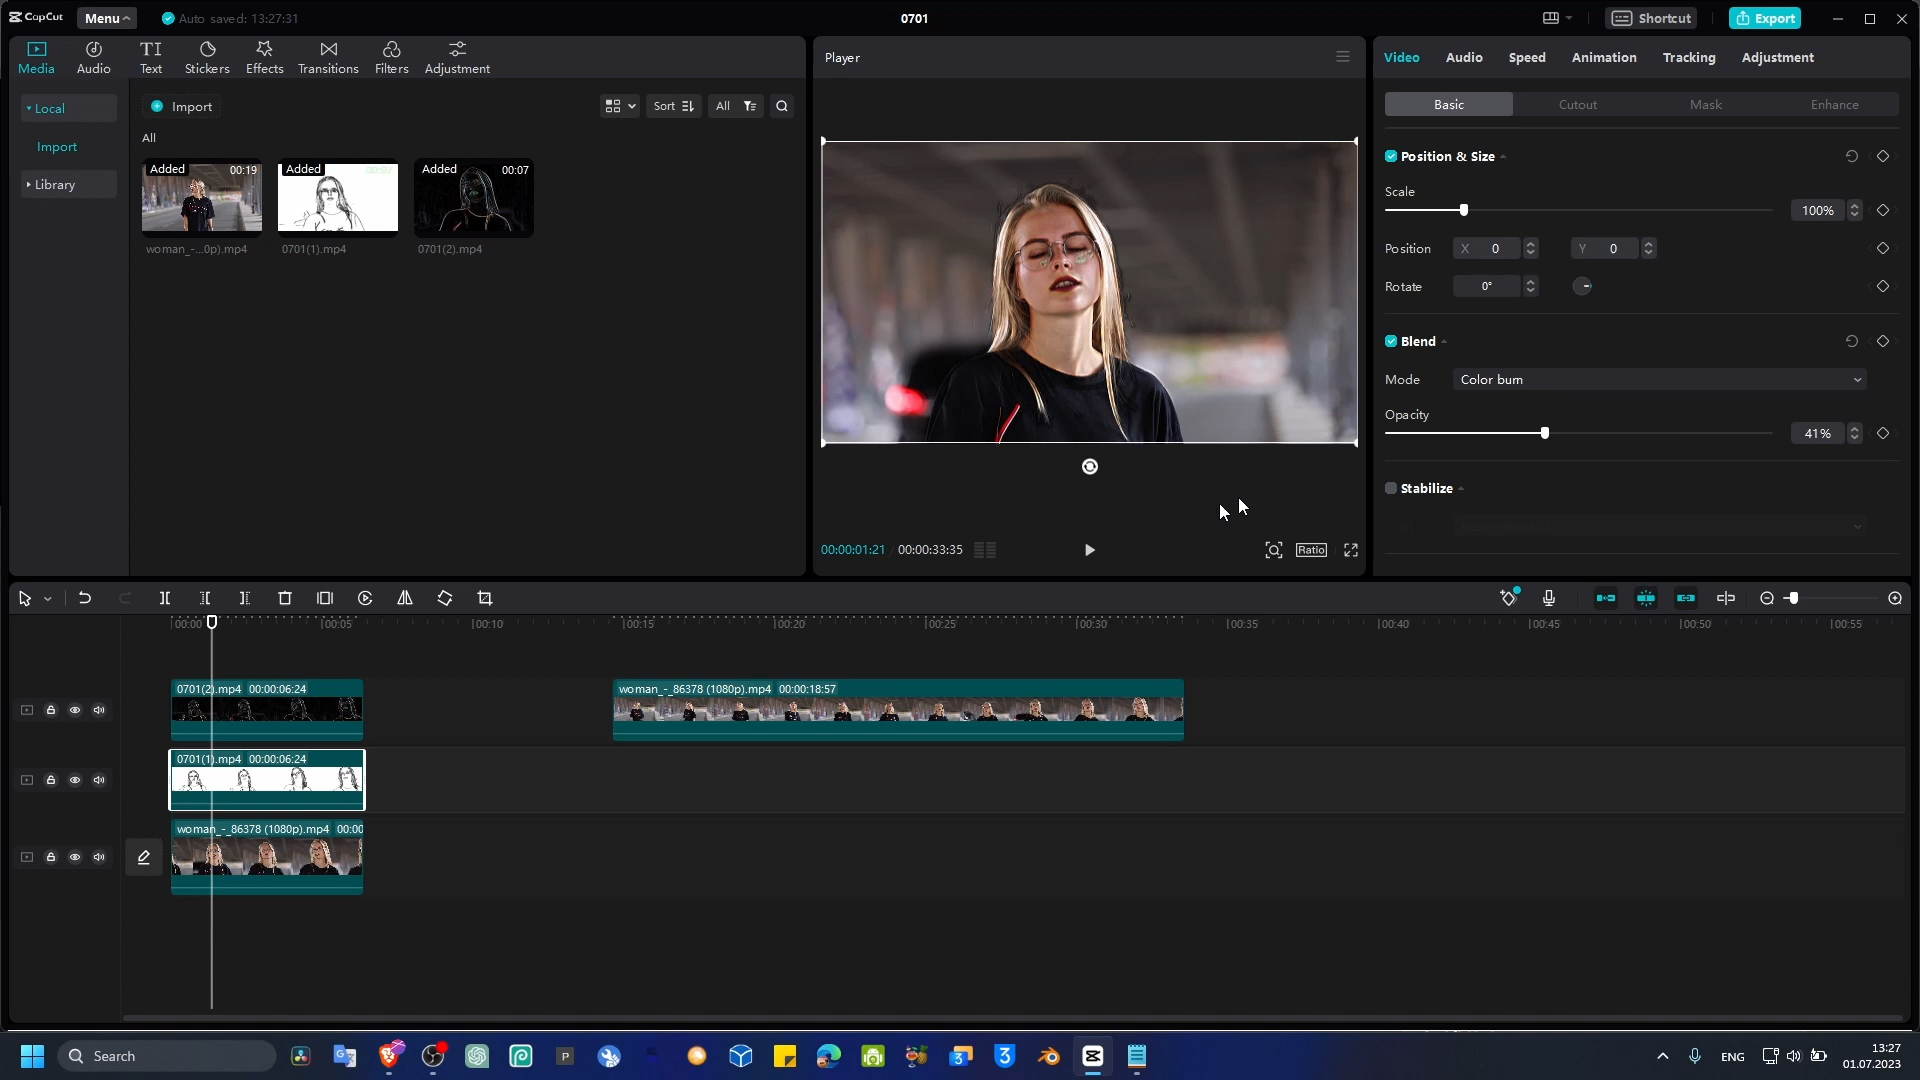 CapCut
Menu
Auto saved: 13:27:31
0701
Shortcut
Export
Media
Audio
Text
Stickers
Effects
Transitions
Filters
Adjustment
Local
Import
Library
Import
Sort
All
All
Added 00:19
woman_-...0p).mp4
Added
0701(1).mp4
Added 00:07
0701(2).mp4
Player
00:00:01:21 00:00:33:35
Ratio
Video
Audio
Speed
Animation
Tracking
Adjustment
Basic
Cutout
Mask
Enhance
Position & Size
Scale
100%
Position X 0 Y 0
Rotate 0°
Blend
Mode Color burn
Opacity
41%
Stabilize
00:00 00:05 00:10 00:15 00:20 00:25 00:30 00:35 00:40 00:45 00:50 00:55
0701(2).mp4 00:00:06:24
woman_-_86378 (1080p).mp4 00:00:18:57
0701(1).mp4 00:00:06:24
woman_-_86378 (1080p).mp4 00:00
Search
ENG
13:27
01.07.2023